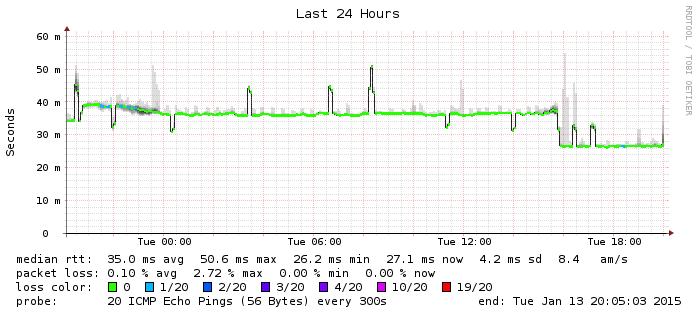 Last 24 Hours
RRDTOOL / TOBI OETIKER
Seconds
60 m
50 m
40 m
30 m
20 m
10 m
0
Tue 00:00 Tue 06:00 Tue 12:00 Tue 18:00
median rtt: 35.0 ms avg 50.6 ms max 26.2 ms min 27.1 ms now 4.2 ms sd 8.4 am/s
packet loss: 0.10 % avg 2.72 % max 0.00 % min 0.00 % now
loss color: 0 1/20 2/20 3/20 4/20 10/20 19/20
probe: 20 ICMP Echo Pings (56 Bytes) every 300s end: Tue Jan 13 20:05:03 2015